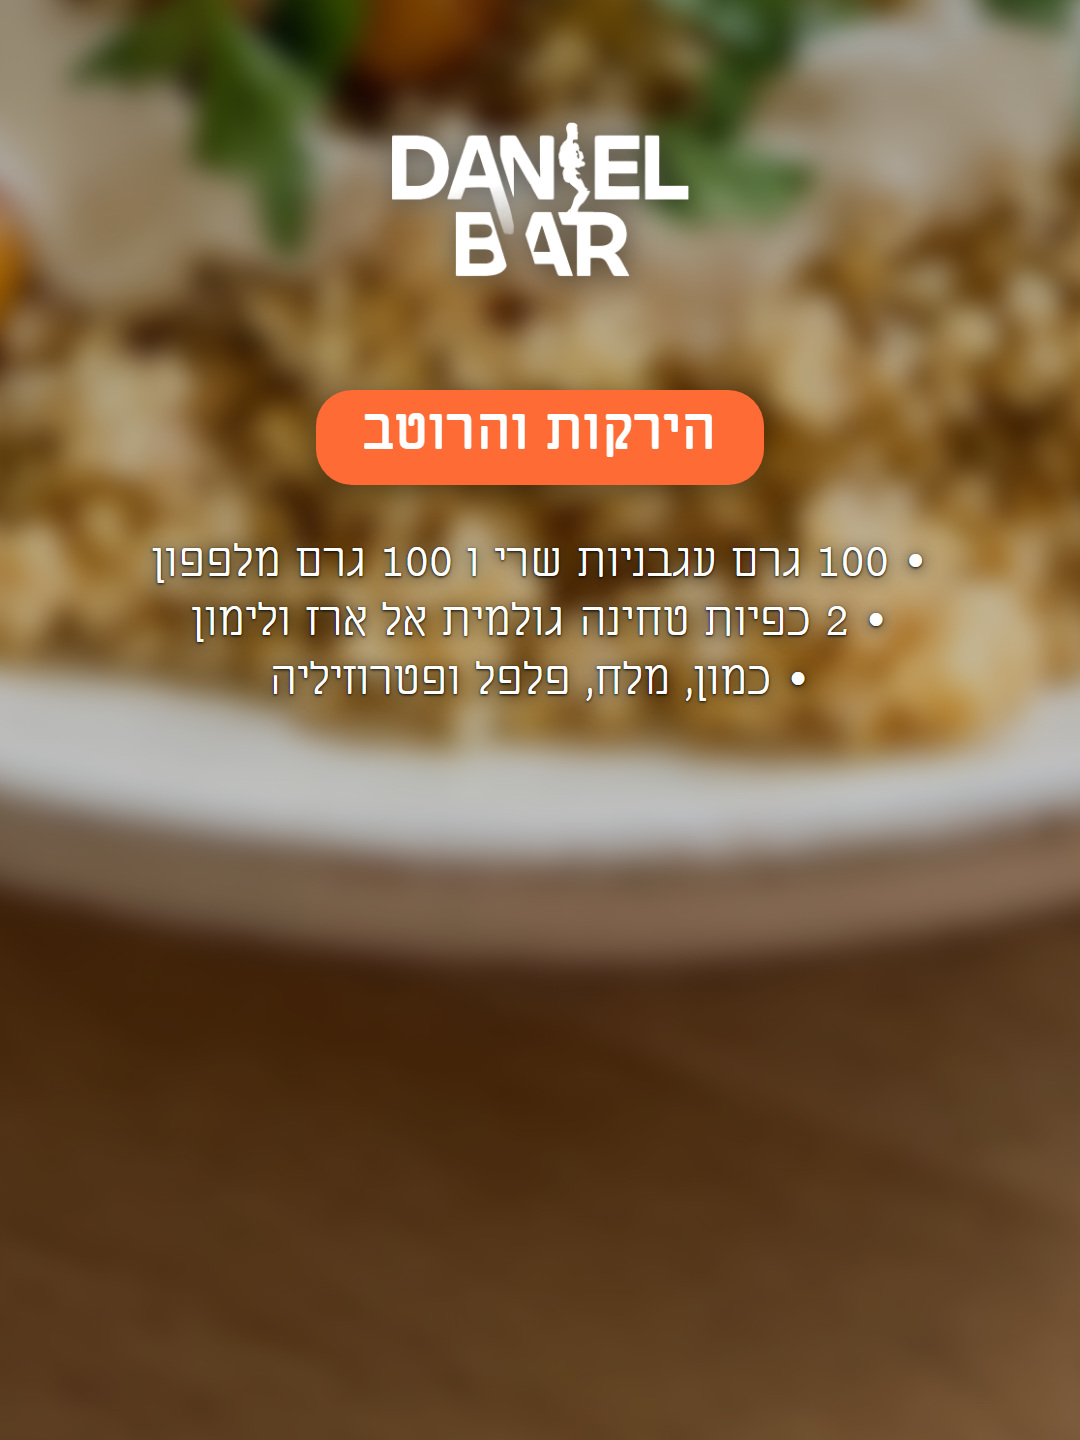 DANIEL
BAR
הירקות והרוטב
• 100 גרם עגבניות שרי ו 100 גרם מלפפון
• 2 כפיות טחינה גולמית אל ארז ולימון
• כמון, מלח, פלפל ופטרוזיליה